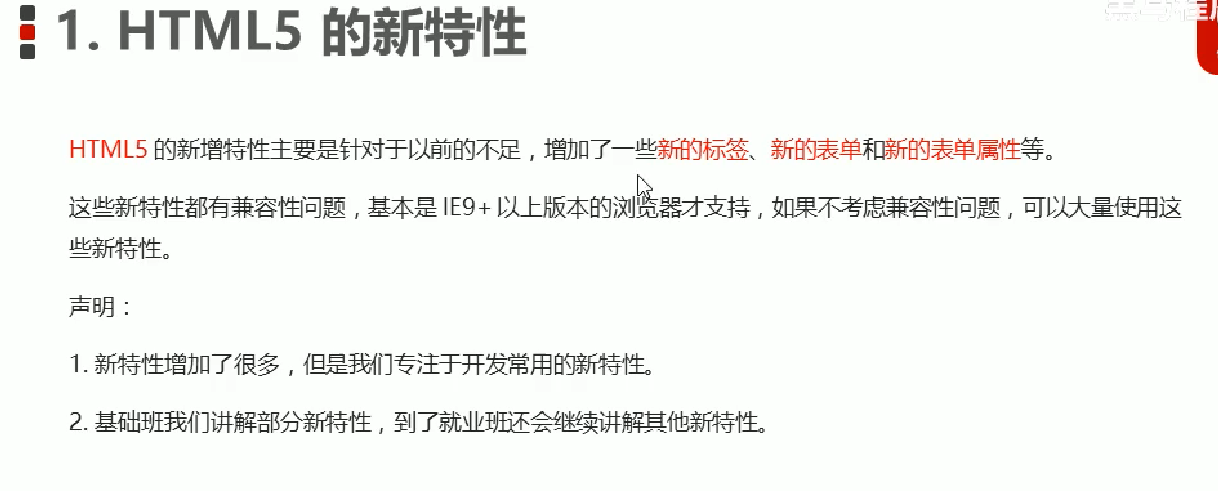 1. HTML5 的新特性
HTML5 的新增特性主要是针对于以前的不足，增加了一些新的标签、新的表单和新的表单属性等。
这些新特性都有兼容性问题，基本是 IE9+ 以上版本的浏览器才支持，如果不考虑兼容性问题，可以大量使用这
些新特性。
声明：
1. 新特性增加了很多，但是我们专注于开发常用的新特性。
2. 基础班我们讲解部分新特性，到了就业班还会继续讲解其他新特性。